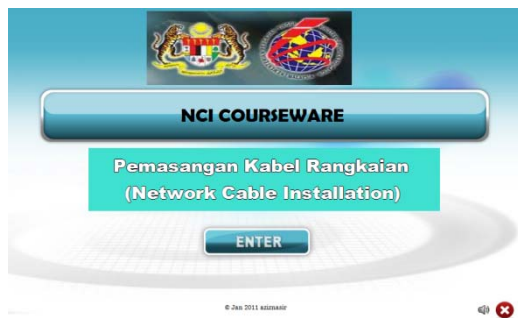 NCI COURSEWARE
Pemasangan Kabel Rangkaian
(Network Cable Installation)
ENTER
© Jan 2011 azimasir